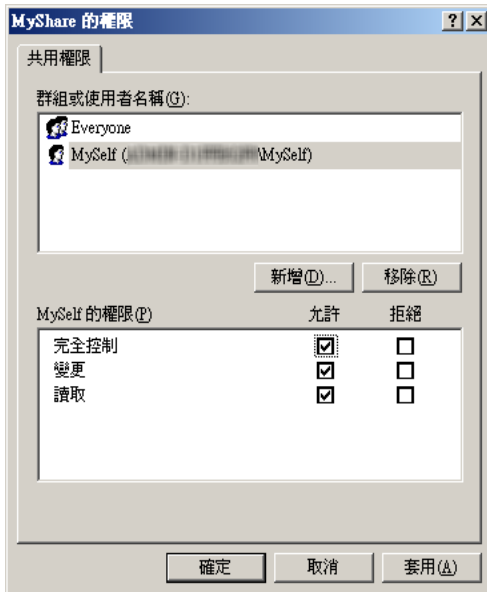 MyShare 的權限
共用權限
群組或使用者名稱(G):
Everyone
MySelf (\MySelf)
新增(D)... 移除(R)
MySelf 的權限(P) 允許 拒絕
完全控制
變更
讀取
確定 取消 套用(A)